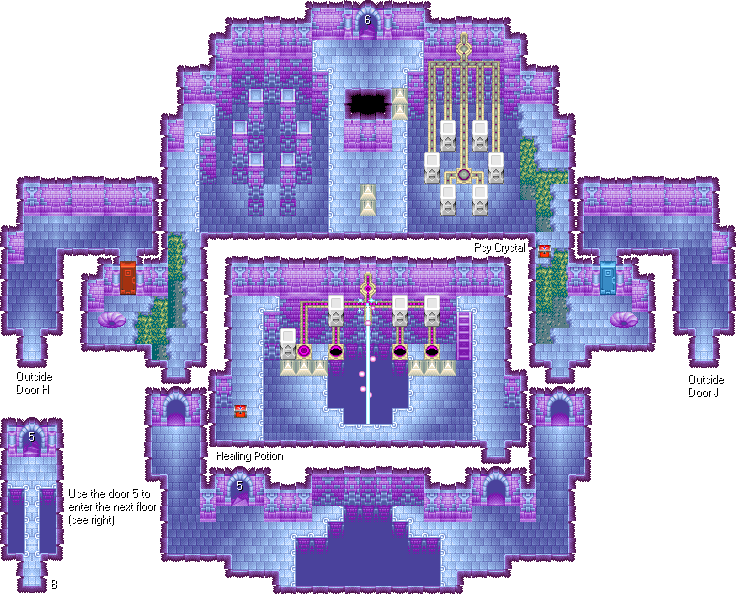 6
Psy Crystal
Outside
Door H
Outside
Door J
Healing Potion
5
5
Use the door 5 to
enter the next floor
(see right)
B